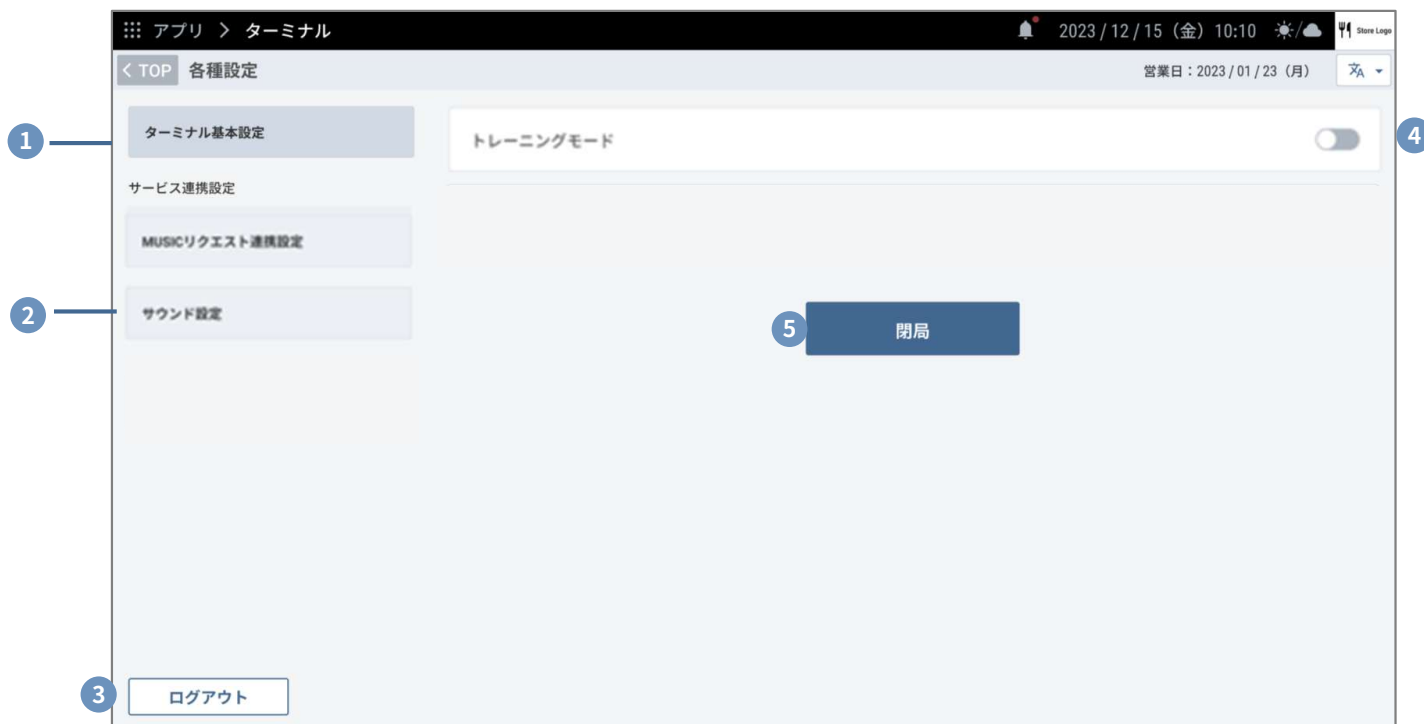 アプリ > ターミナル 2023 / 12 / 15（金）10:10 Store Logo
< TOP 各種設定 営業日：2023 / 01 / 23（月） 文A
1 ターミナル基本設定 トレーニングモード 4
サービス連携設定
MUSICリクエスト連携設定
2 サウンド設定
5 閉局
3 ログアウト